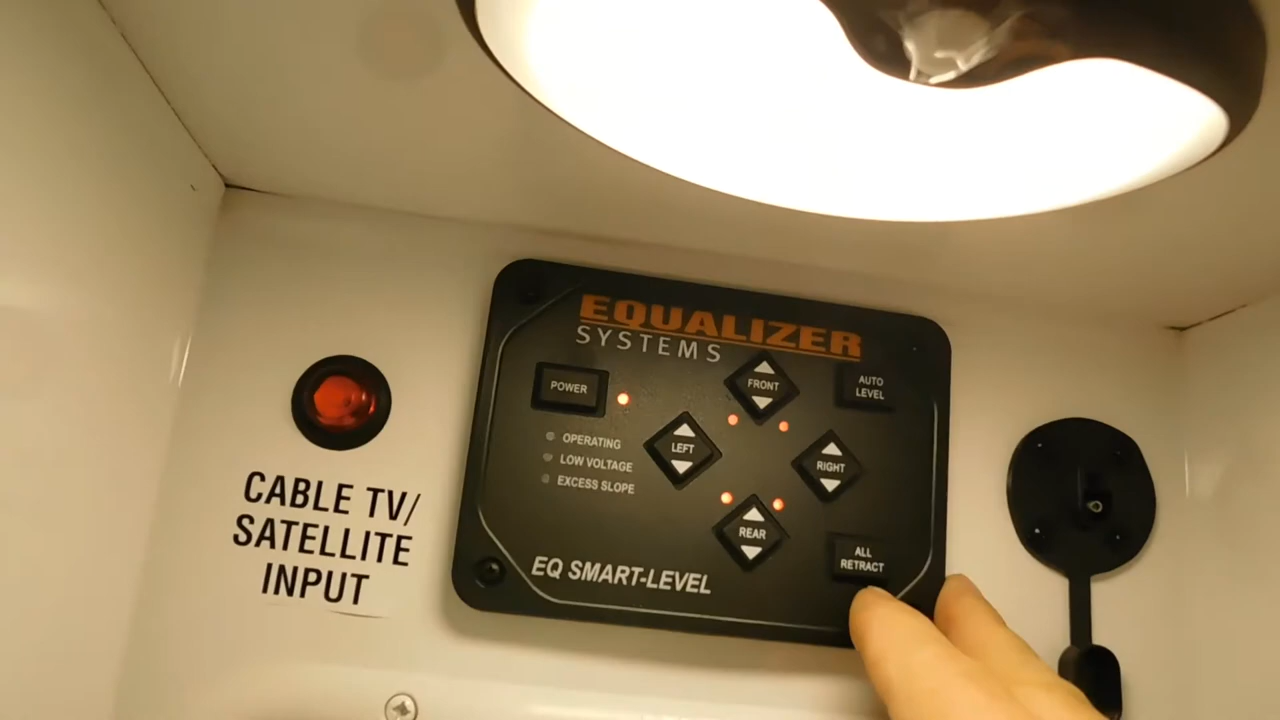 EQUALIZER
SYSTEMS
POWER
FRONT
AUTO
LEVEL
OPERATING
LOW VOLTAGE
EXCESS SLOPE
LEFT
RIGHT
REAR
ALL
RETRACT
EQ SMART-LEVEL
CABLE TV/
SATELLITE
INPUT